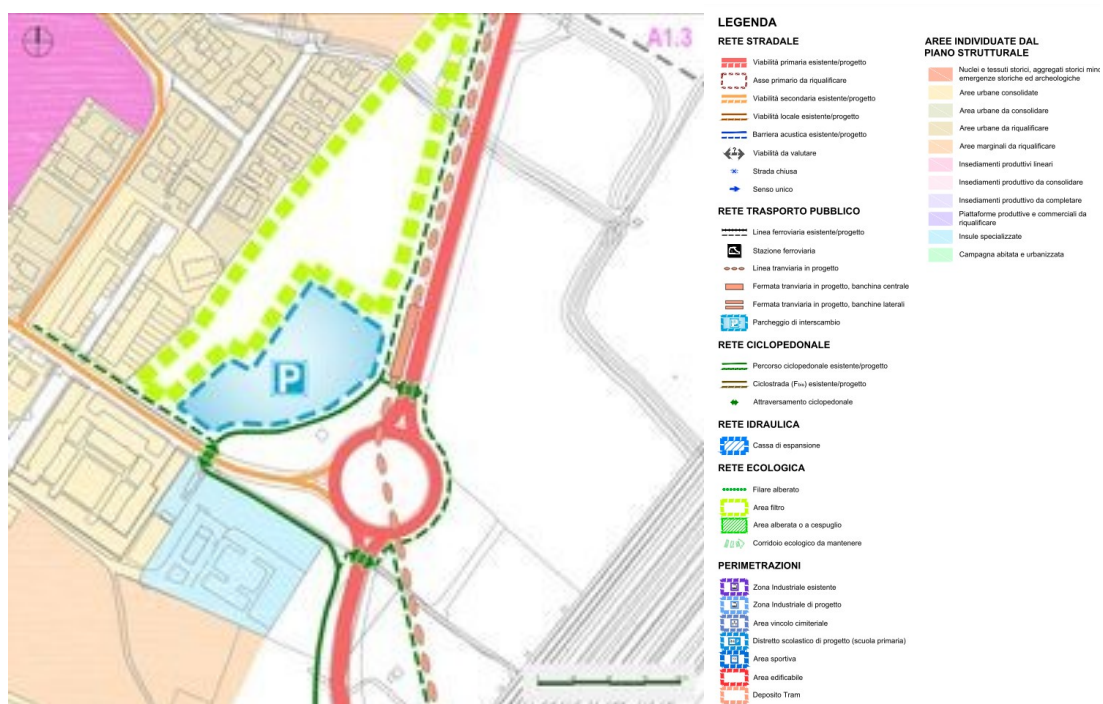 A1.3
P
LEGENDA
RETE STRADALE
Viabilità primaria esistente/progetto
Asse primario da riqualificare
Viabilità secondaria esistente/progetto
Viabilità locale esistente/progetto
Barriera acustica esistente/progetto
Viabilità da valutare
Strada chiusa
Senso unico
RETE TRASPORTO PUBBLICO
Linea ferroviaria esistente/progetto
Stazione ferroviaria
Linea tranviaria in progetto
Fermata tranviaria in progetto, banchina centrale
Fermata tranviaria in progetto, banchine laterali
P Parcheggio di interscambio
RETE CICLOPEDONALE
Percorso ciclopedonale esistente/progetto
Ciclostrada esistente/progetto
Attraversamento ciclopedonale
RETE IDRAULICA
Cassa di espansione
RETE ECOLOGICA
Filare alberato
Area filtro
Area alberata o a cespuglio
Corridoio ecologico da mantenere
PERIMETRAZIONI
Zona Industriale esistente
Zona Industriale di progetto
Area vincolo cimiteriale
Distretto scolastico di progetto (scuola primaria)
Area sportiva
Area edificabile
Deposito Tram
AREE INDIVIDUATE DAL
PIANO STRUTTURALE
Nuclei e tessuti storici, aggregati storici mino
emergenze storiche ed archeologiche
Aree urbane consolidate
Area urbane da consolidare
Aree urbane da riqualificare
Aree marginali da riqualificare
Insediamenti produttivi lineari
Insediamenti produttivo da consolidare
Insediamenti produttivo da completare
Piattaforme produttive e commerciali da
riqualificare
Insule specializzate
Campagna abitata e urbanizzata